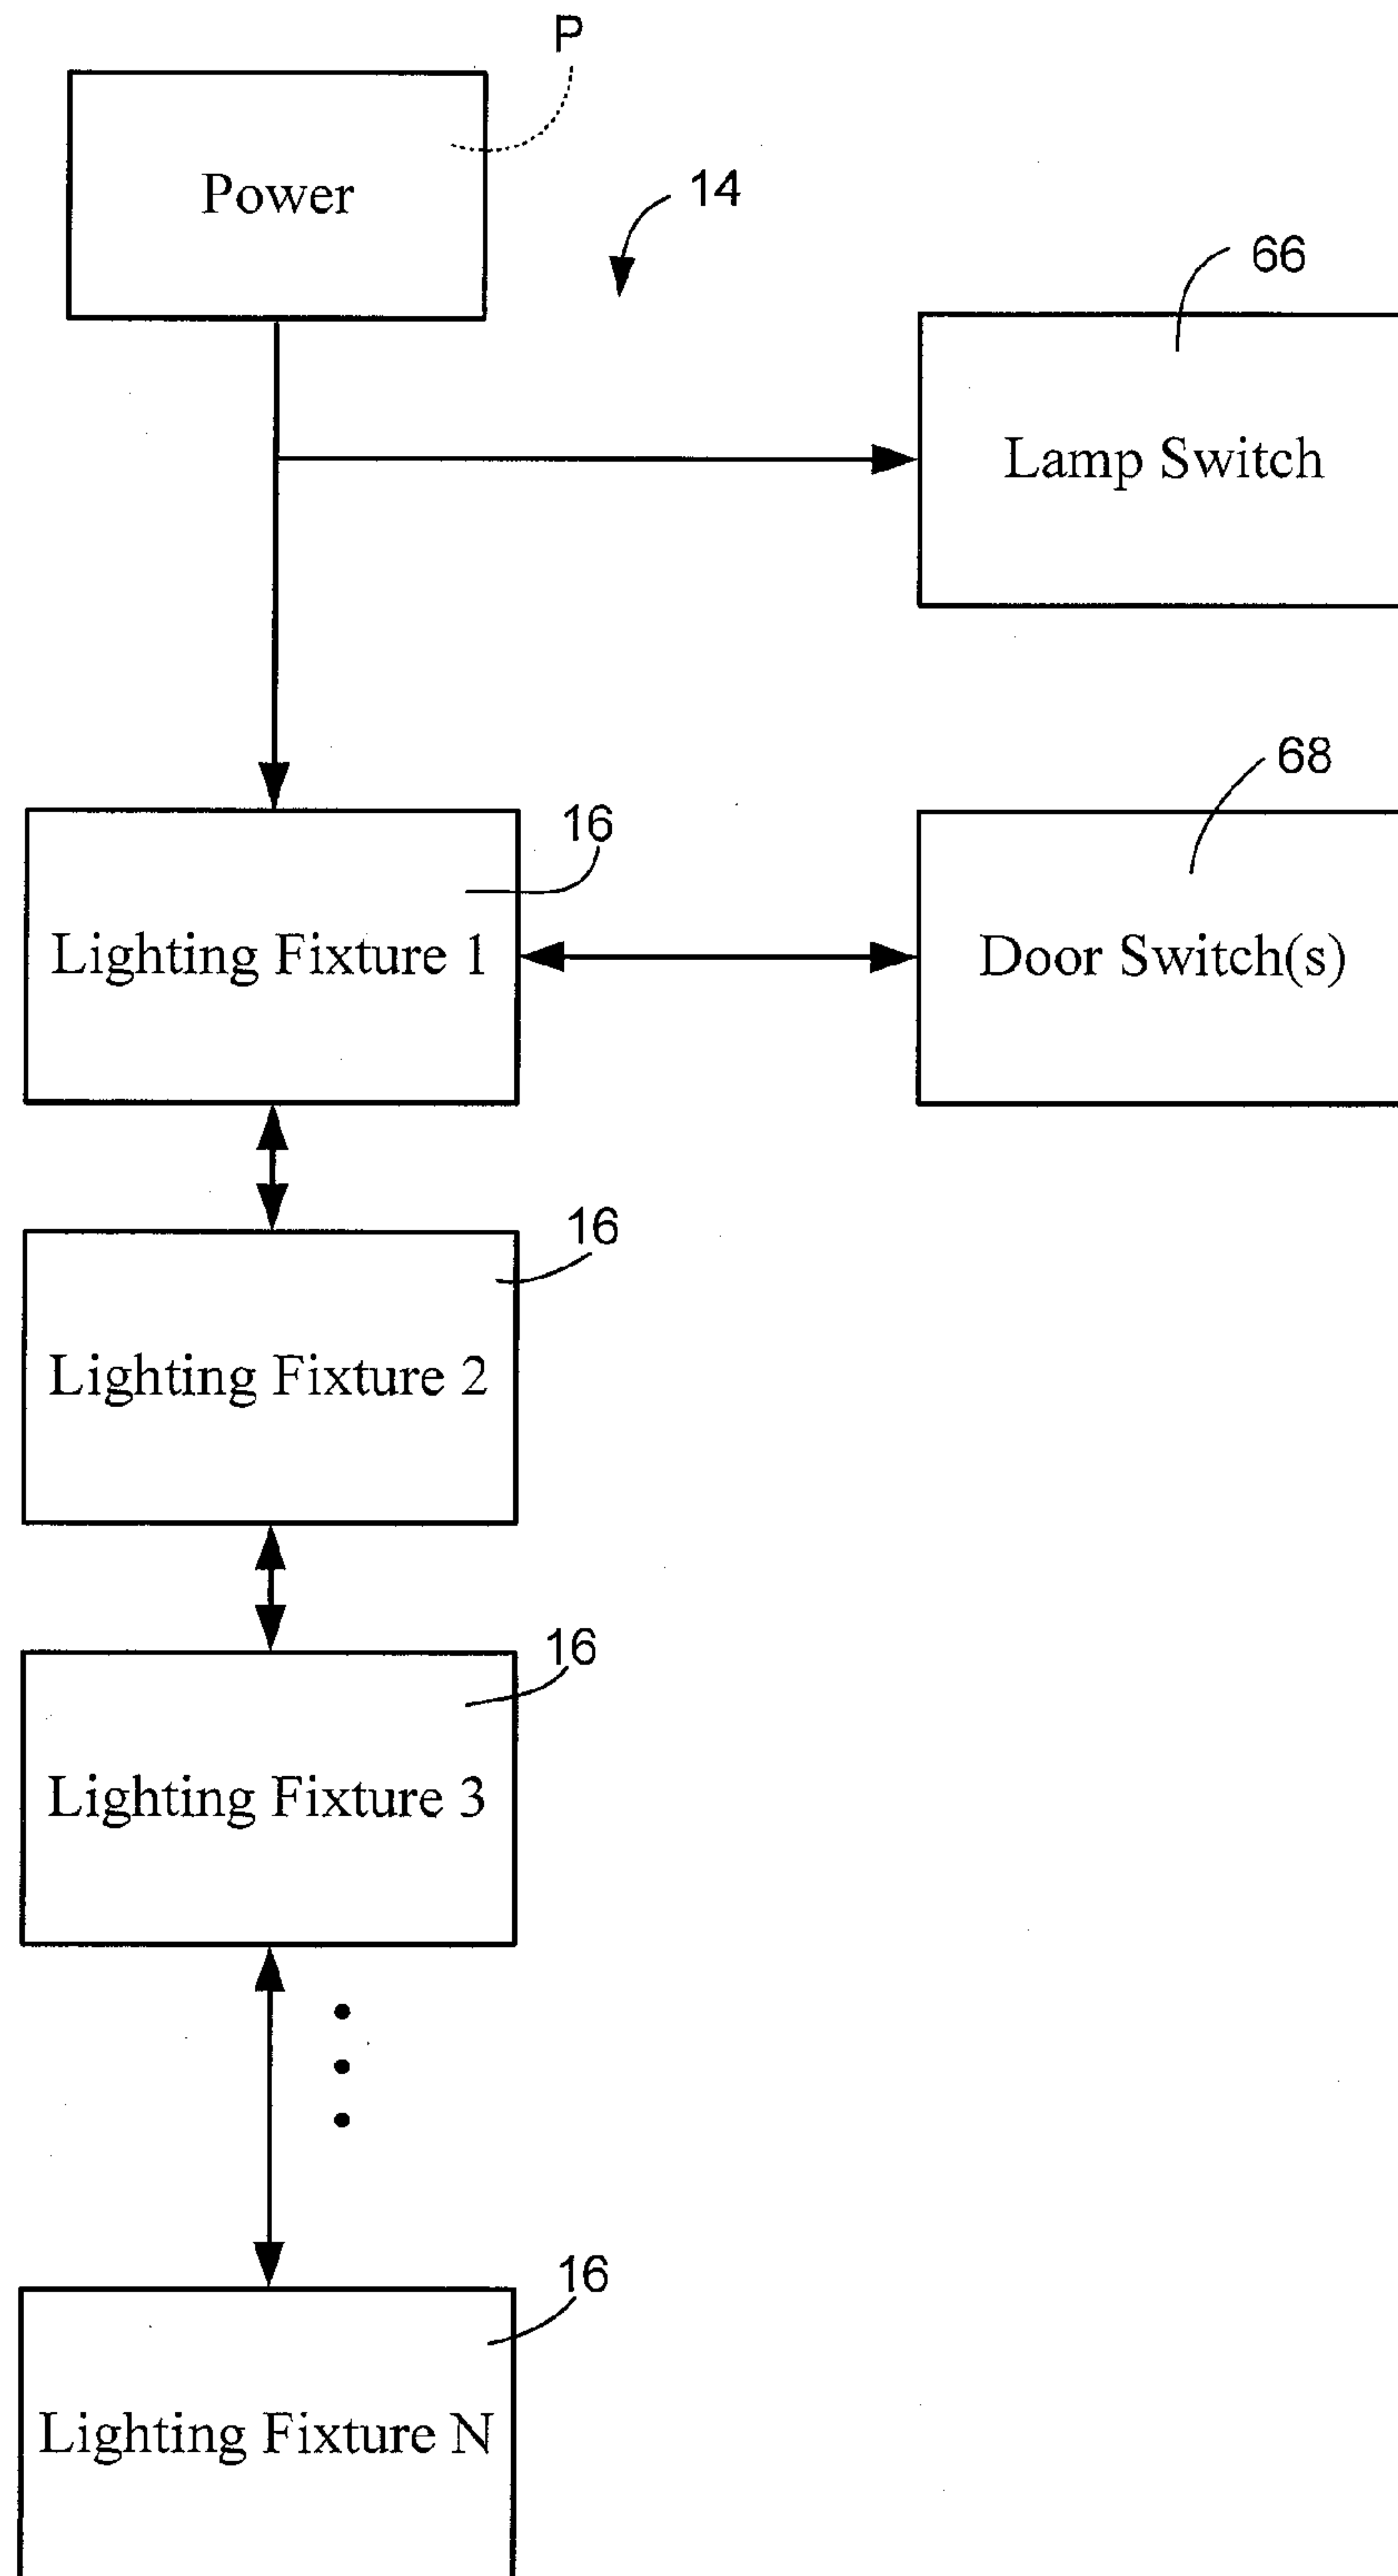 P
Power
14
66
Lamp Switch
68
16
Lighting Fixture 1
Door Switch(s)
16
Lighting Fixture 2
16
Lighting Fixture 3
16
Lighting Fixture N